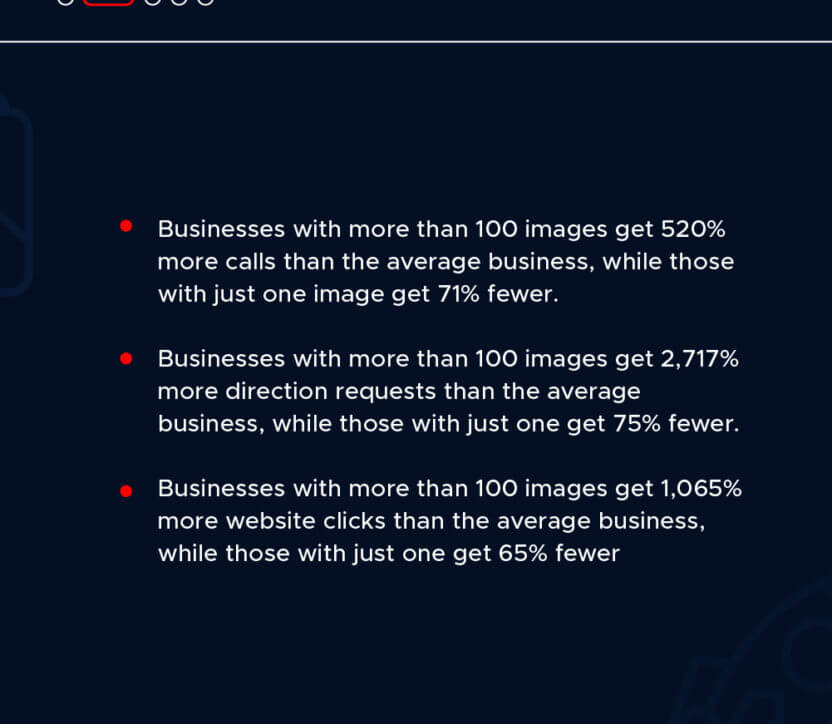 Businesses with more than 100 images get 520%
more calls than the average business, while those
with just one image get 71% fewer.
Businesses with more than 100 images get 2,717%
more direction requests than the average
business, while those with just one get 75% fewer.
Businesses with more than 100 images get 1,065%
more website clicks than the average business,
while those with just one get 65% fewer